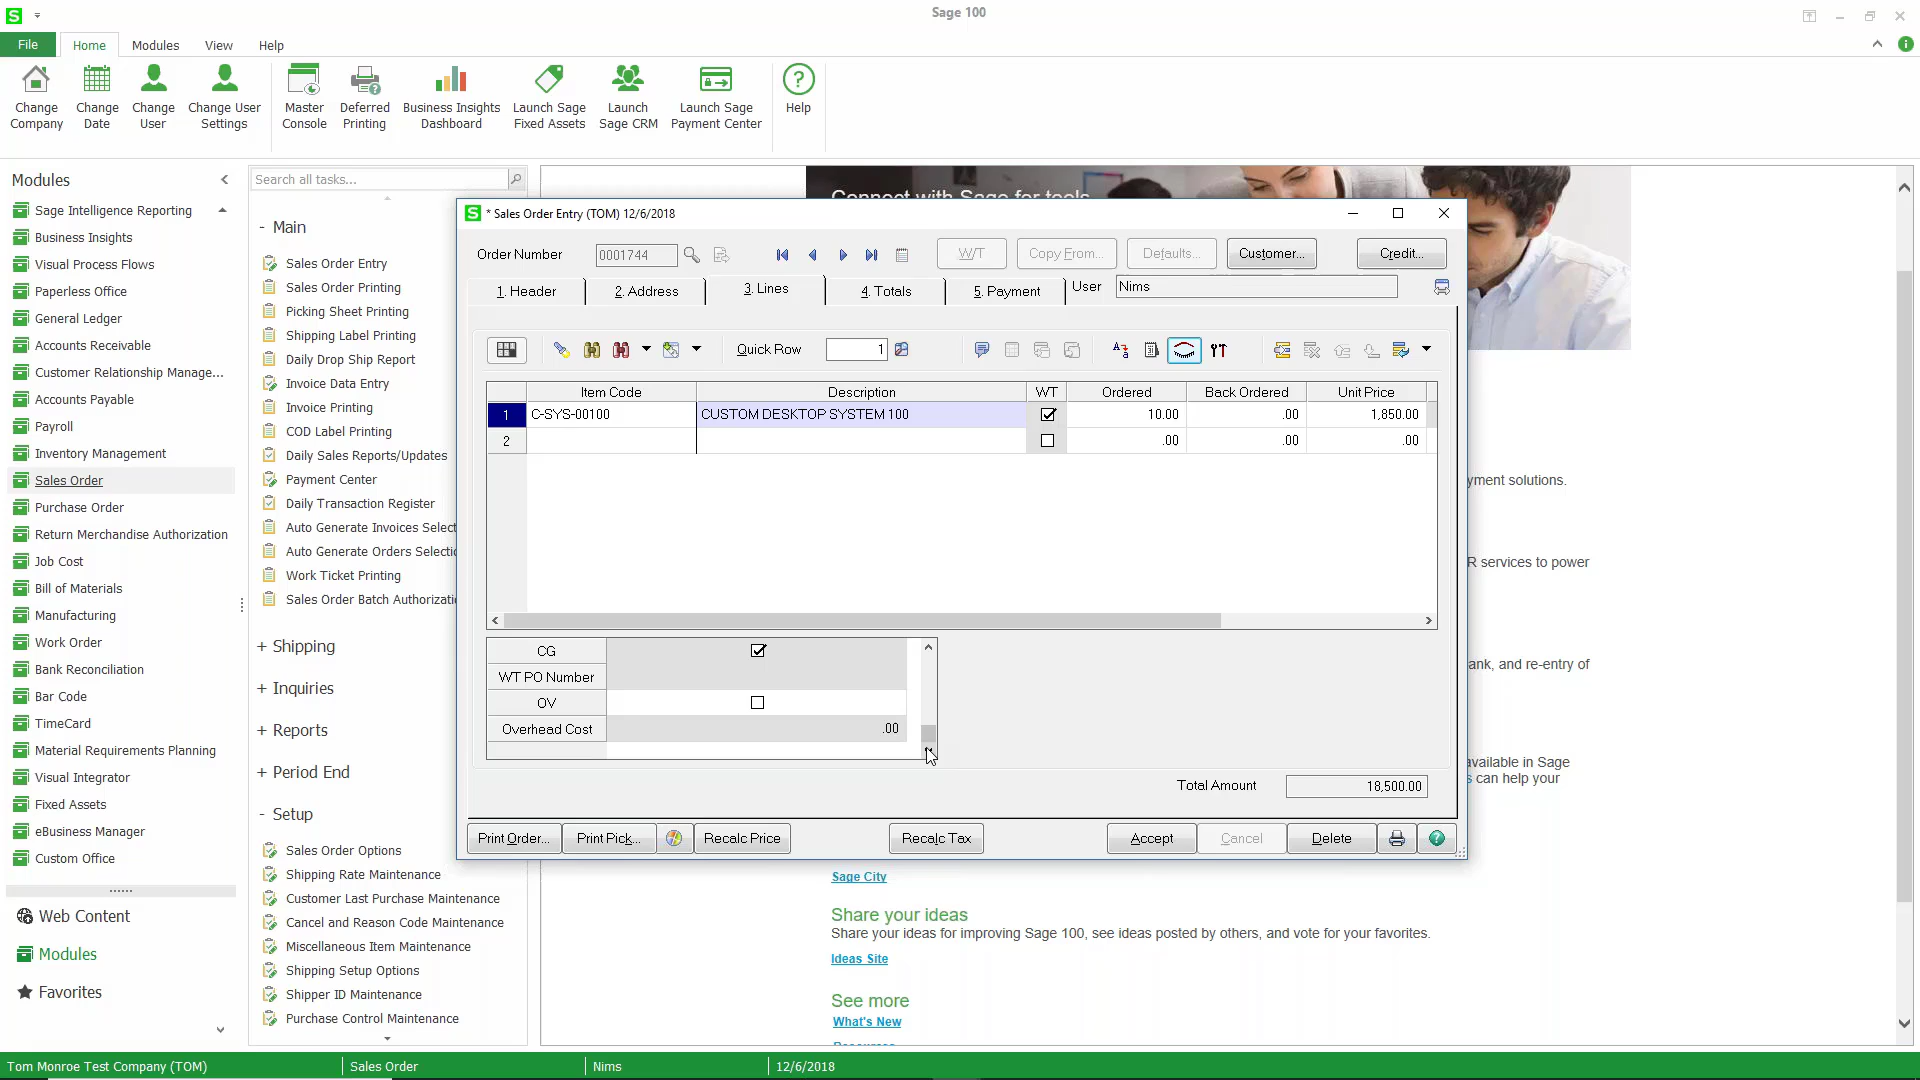 Sage 100
File
Home
Modules
View
Help
Change
Company
Change
Date
Change
User
Change User
Settings
Master
Console
Deferred
Printing
Business Insights
Dashboard
Launch Sage
Fixed Assets
Launch
Sage CRM
Launch Sage
Payment Center
Help
Modules
Sage Intelligence Reporting
Business Insights
Visual Process Flows
Paperless Office
General Ledger
Accounts Receivable
Customer Relationship Manage...
Accounts Payable
Payroll
Inventory Management
Sales Order
Purchase Order
Return Merchandise Authorization
Job Cost
Bill of Materials
Manufacturing
Work Order
Bank Reconciliation
Bar Code
TimeCard
Material Requirements Planning
Visual Integrator
Fixed Assets
eBusiness Manager
Custom Office
Web Content
Modules
Favorites
Search all tasks...
- Main
Sales Order Entry
Sales Order Printing
Picking Sheet Printing
Shipping Label Printing
Daily Drop Ship Report
Invoice Data Entry
Invoice Printing
COD Label Printing
Daily Sales Reports/Updates
Payment Center
Daily Transaction Register
Auto Generate Invoices Select
Auto Generate Orders Selectio
Work Ticket Printing
Sales Order Batch Authorizati
+ Shipping
+ Inquiries
+ Reports
+ Period End
- Setup
Sales Order Options
Shipping Rate Maintenance
Customer Last Purchase Maintenance
Cancel and Reason Code Maintenance
Miscellaneous Item Maintenance
Shipping Setup Options
Shipper ID Maintenance
Purchase Control Maintenance
Connect with Sage for tools
* Sales Order Entry (TOM) 12/6/2018
Order Number
0001744
W/T
Copy From...
Defaults...
Customer...
Credit...
1. Header
2. Address
3. Lines
4. Totals
5. Payment
User
Nims
Quick Row
1
Item Code
Description
WT
Ordered
Back Ordered
Unit Price
1
C-SYS-00100
CUSTOM DESKTOP SYSTEM 100
10.00
.00
1,850.00
2
.00
.00
.00
CG
WT PO Number
OV
Overhead Cost
.00
Total Amount
18,500.00
Print Order...
Print Pick...
Recalc Price
Recalc Tax
Accept
Cancel
Delete
yment solutions.
R services to power
ank, and re-entry of
available in Sage
s can help your
Sage City
Share your ideas
Share your ideas for improving Sage 100, see ideas posted by others, and vote for your favorites.
Ideas Site
See more
What's New
Tom Monroe Test Company (TOM)
Sales Order
Nims
12/6/2018